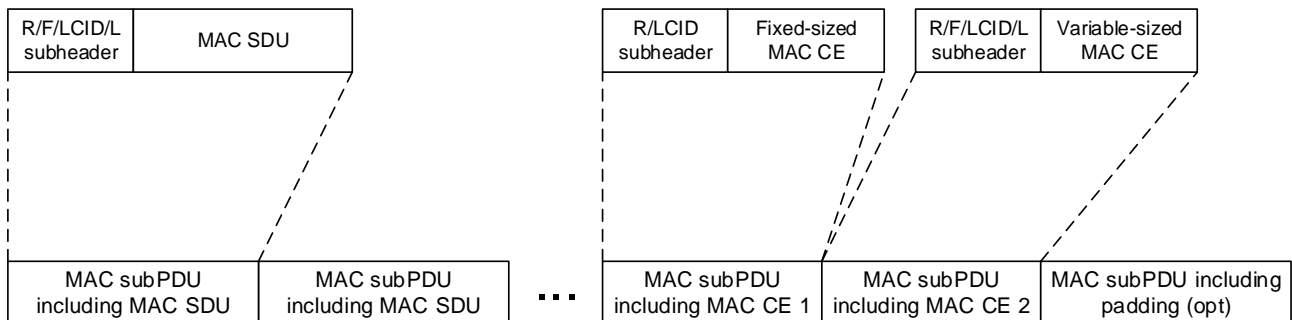 R/F/LCID/L
subheader
MAC SDU
R/LCID
subheader
Fixed-sized
MAC CE
R/F/LCID/L
subheader
Variable-sized
MAC CE
MAC subPDU
including MAC SDU
MAC subPDU
including MAC SDU
...
MAC subPDU
including MAC CE 1
MAC subPDU
including MAC CE 2
MAC subPDU including
padding (opt)